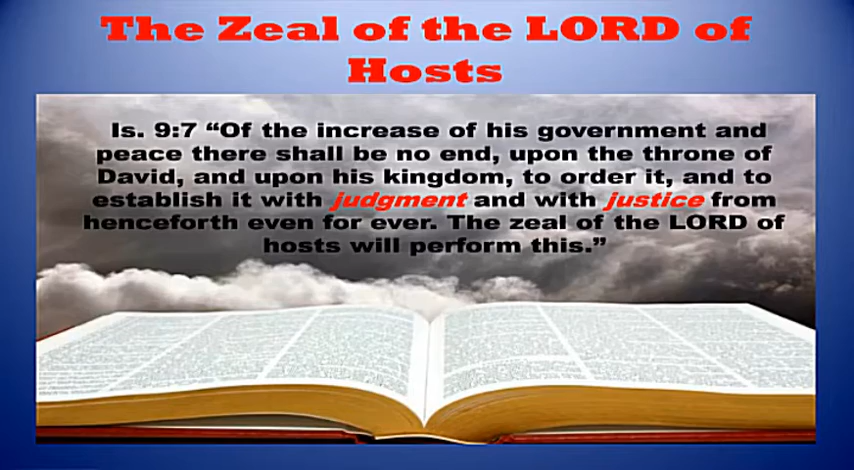 The Zeal of the LORD of
Hosts
Is. 9:7 “Of the increase of his government and
peace there shall be no end, upon the throne of
David, and upon his kingdom, to order it, and to
establish it with judgment and with justice from
henceforth even for ever. The zeal of the LORD of
hosts will perform this.”